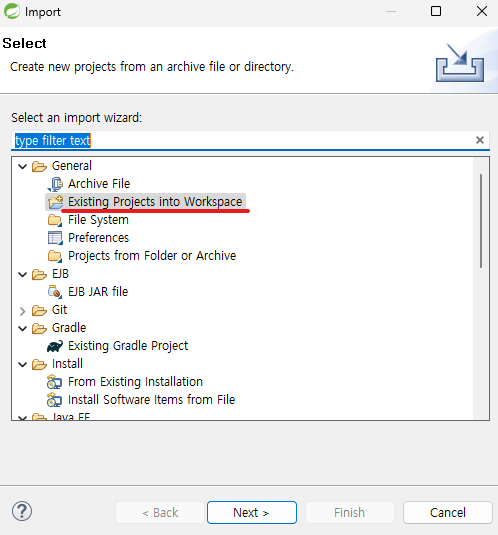 Import
Select
Create new projects from an archive file or directory.
Select an import wizard:
type filter text
General
Archive File
Existing Projects into Workspace
File System
Preferences
Projects from Folder or Archive
EJB
EJB JAR file
Git
Gradle
Existing Gradle Project
Install
From Existing Installation
Install Software Items from File
Java EE
< Back
Next >
Finish
Cancel